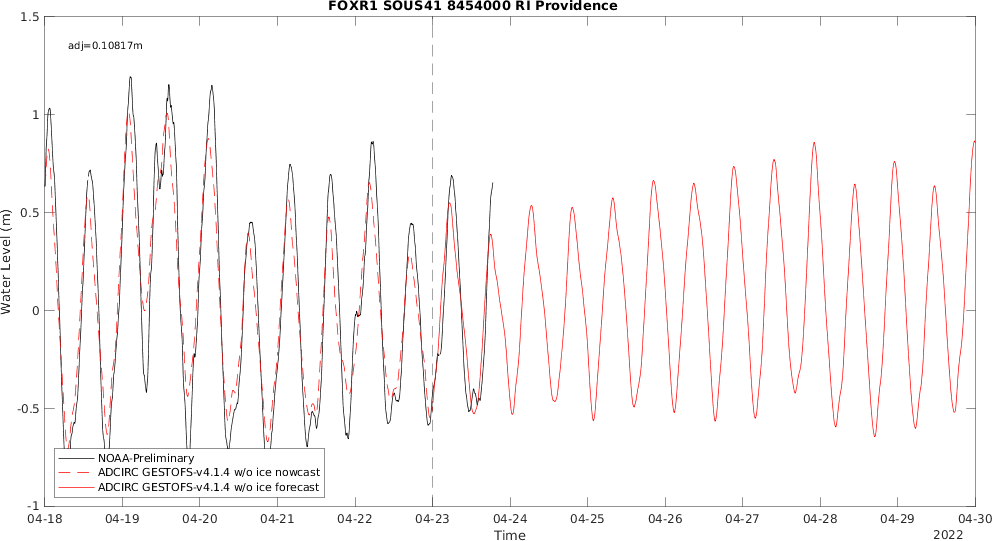 FOXR1 SOUS41 8454000 RI Providence
adj=0.10817m
Water Level (m)
1.5
1
0.5
0
-0.5
-1
NOAA-Preliminary
ADCIRC GESTOFS-v4.1.4 w/o ice nowcast
ADCIRC GESTOFS-v4.1.4 w/o ice forecast
04-18 04-19 04-20 04-21 04-22 04-23 04-24 04-25 04-26 04-27 04-28 04-29 04-30
Time
2022